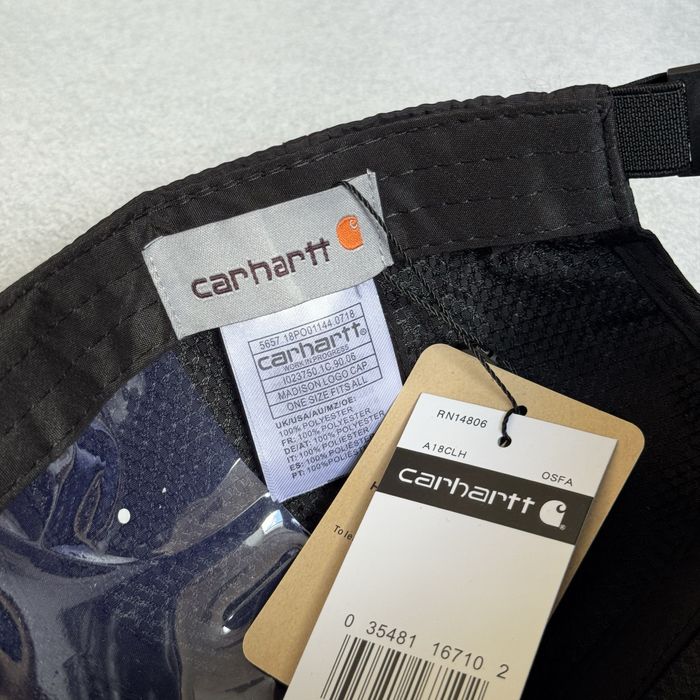 carhartt
5657.18PO01144.0718
carhartt®
WORK IN PROGRESS
I023750.1C.90.06
MADISON LOGO CAP
ONE SIZE FITS ALL
UK/USA/AU/MZ/OE:
100% POLYESTER
FR: 100% POLYESTER
DE/AT: 100% POLYESTER
IT: 100% POLIESTER
ES: 100% POLIESTER
PT: 100% POLIESTER
RN14806
A18CLH OSFA
carhartt
0 35481 16710 2